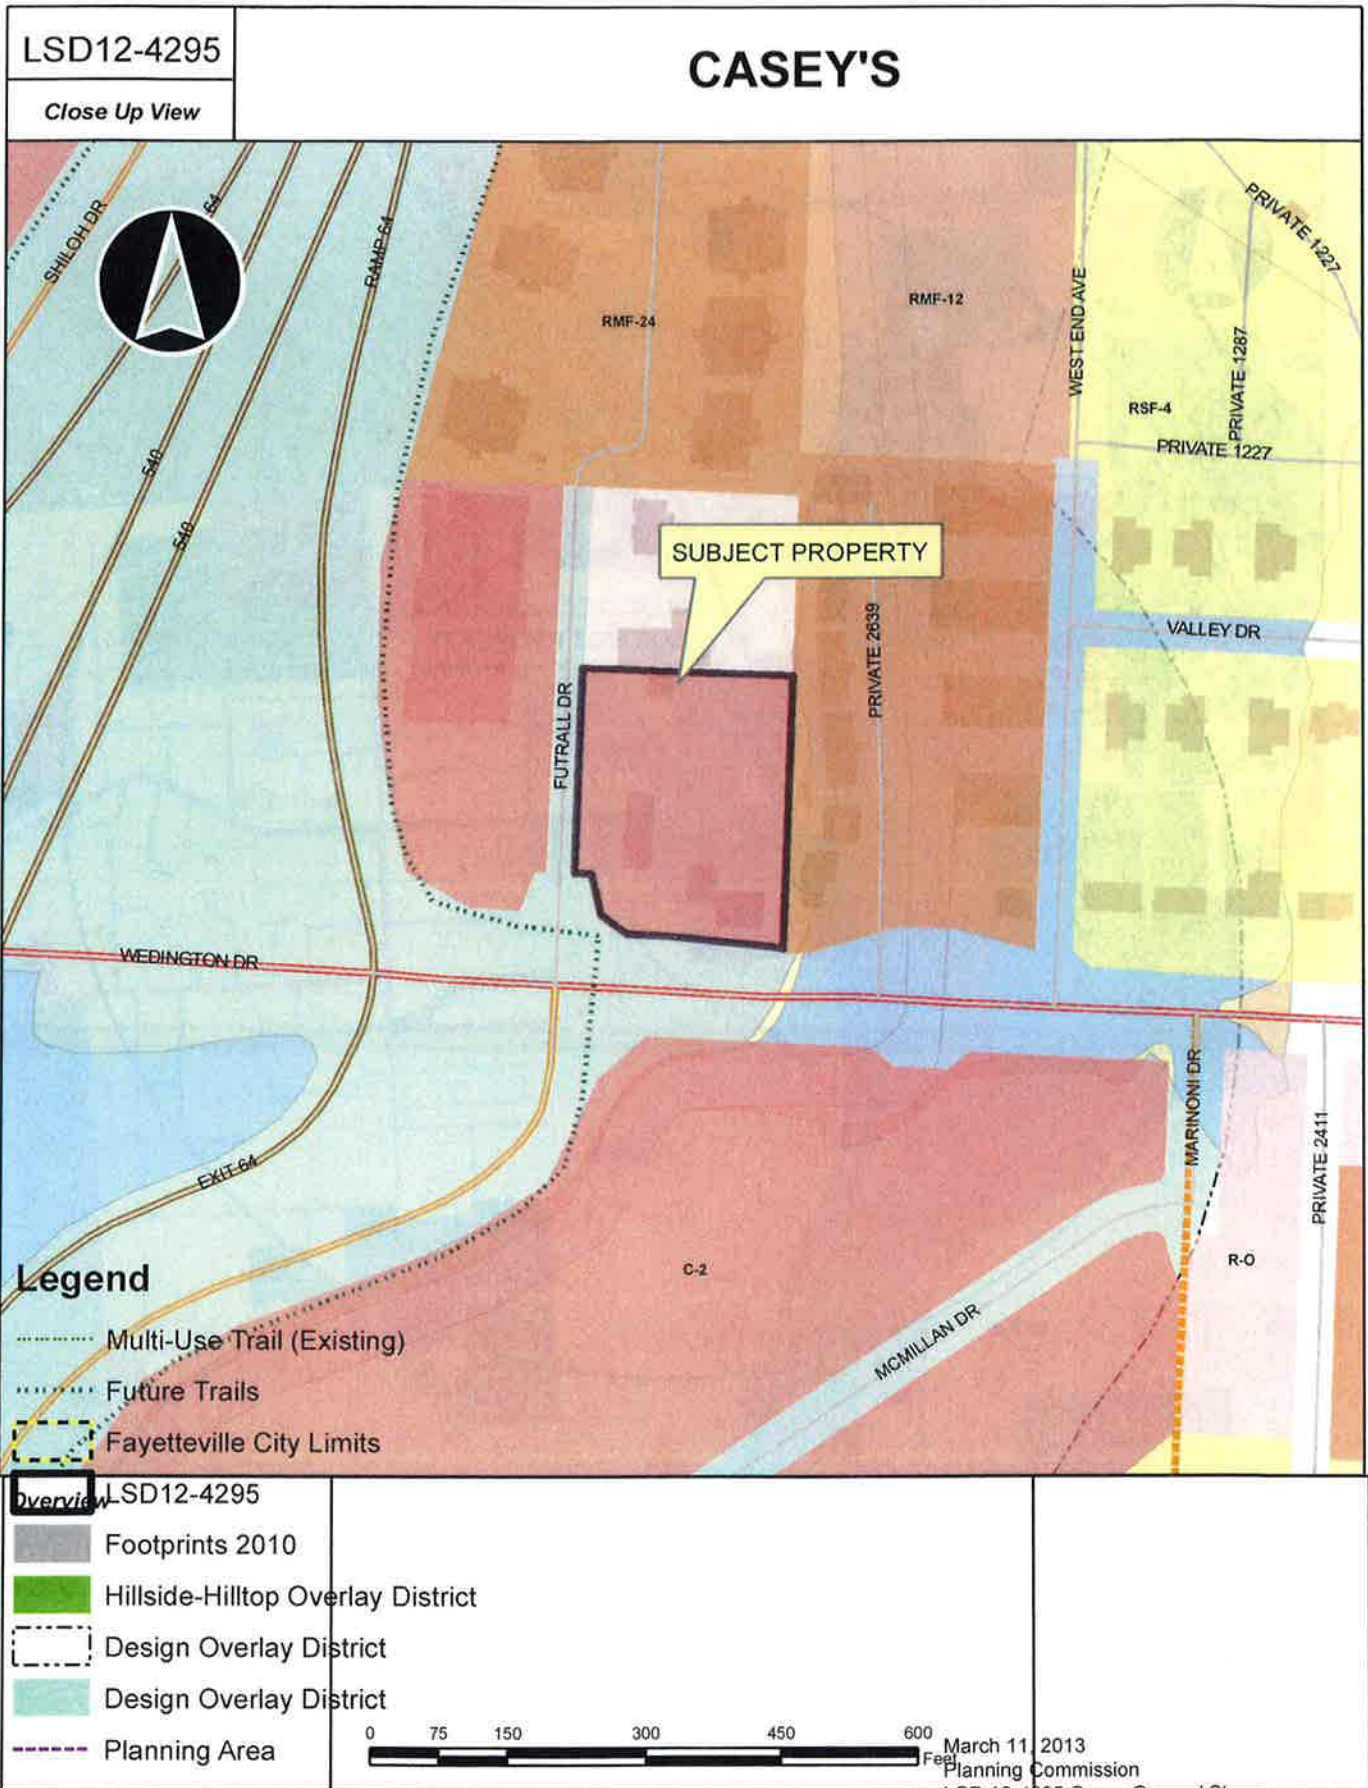 LSD12-4295
Close Up View
CASEY'S
SHILOH DR
64
RAMP 64
540
540
RMF-24
RMF-12
WEST END AVE
PRIVATE 1227
PRIVATE 1287
RSF-4
PRIVATE 1227
SUBJECT PROPERTY
PRIVATE 2639
VALLEY DR
FUTRALL DR
WEDINGTON DR
EXIT 64
MARINONI DR
PRIVATE 2411
C-2
R-O
MCMILLAN DR
Legend
Multi-Use Trail (Existing)
Future Trails
Fayetteville City Limits
Overview
LSD12-4295
Footprints 2010
Hillside-Hilltop Overlay District
Design Overlay District
Design Overlay District
Planning Area
0 75 150 300 450 600
Feet
March 11, 2013
Planning Commission